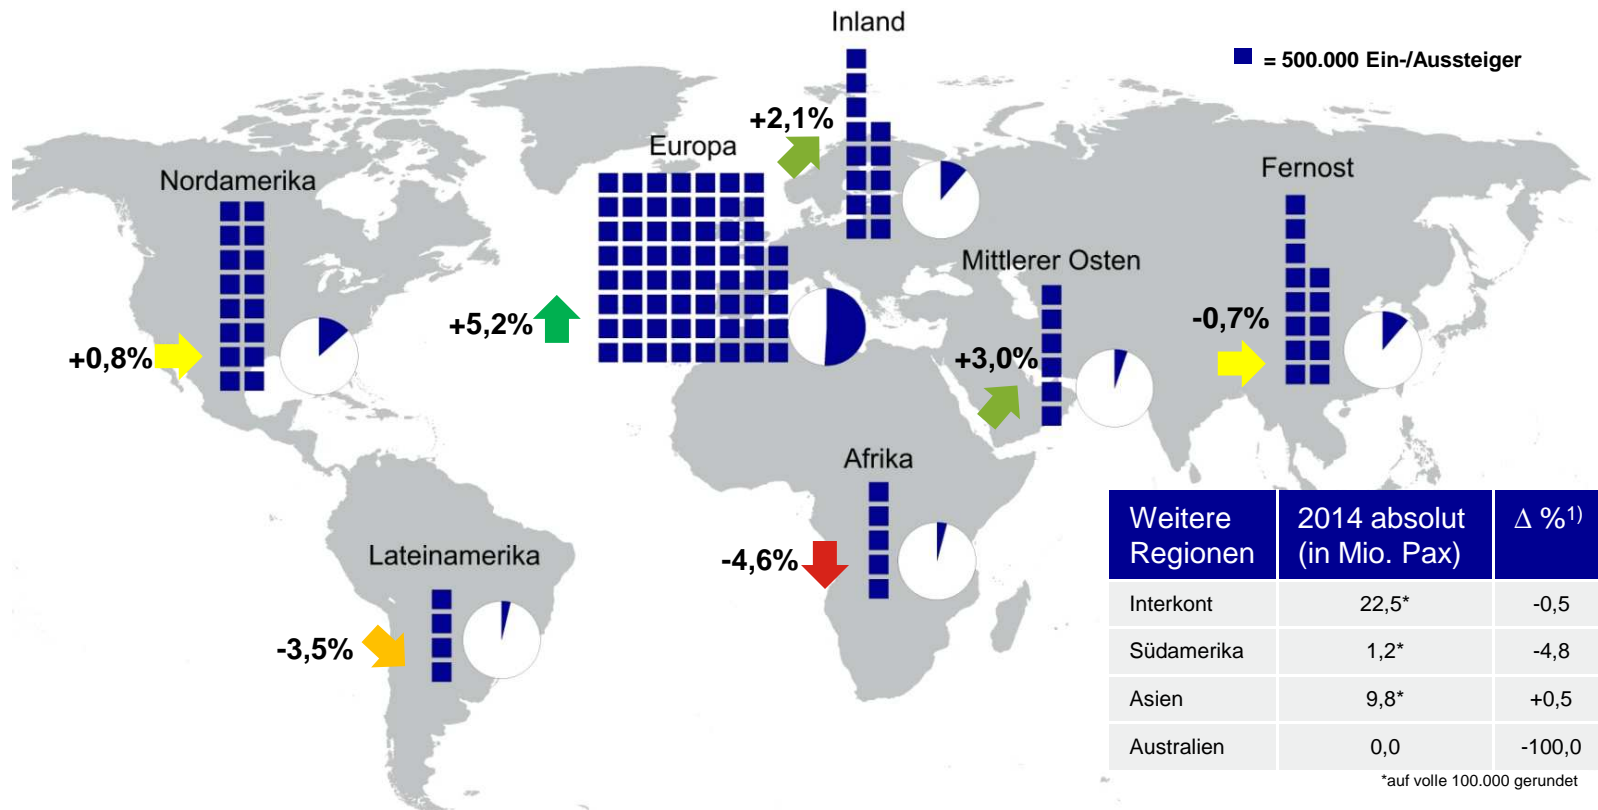 Inland
= 500.000 Ein-/Aussteiger
+2,1%
Europa
Nordamerika
Fernost
Mittlerer Osten
+5,2%
-0,7%
+0,8%
+3,0%
Afrika
Lateinamerika
-4,6%
-3,5%
Weitere Regionen 2014 absolut (in Mio. Pax) Δ %1)
Interkont 22,5* -0,5
Südamerika 1,2* -4,8
Asien 9,8* +0,5
Australien 0,0 -100,0
*auf volle 100.000 gerundet